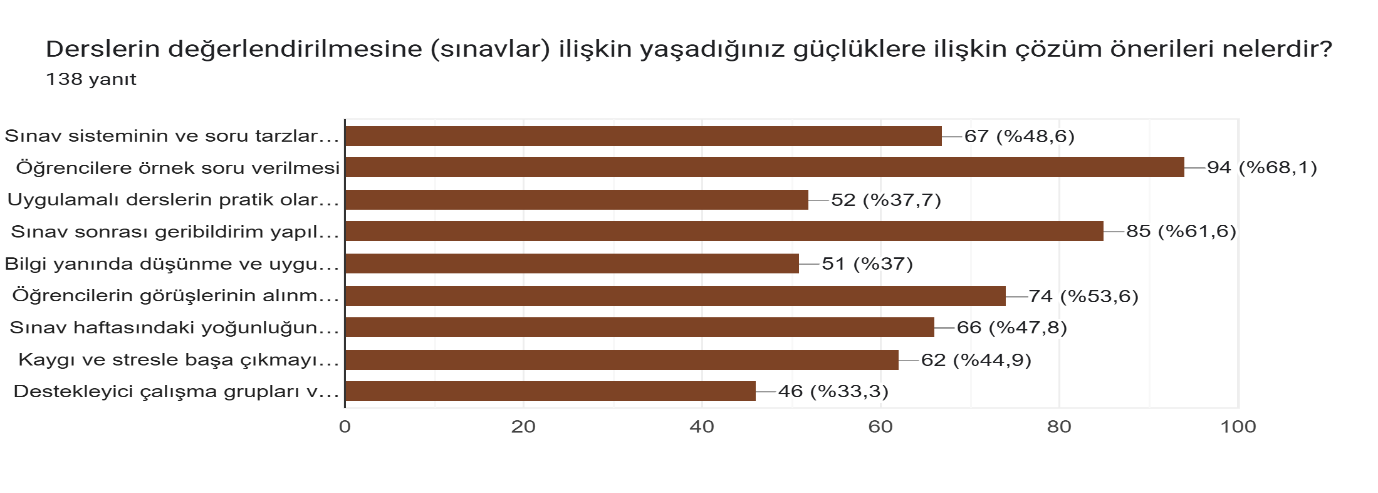 Derslerin değerlendirilmesine (sınavlar) ilişkin yaşadığınız güçlüklere ilişkin çözüm önerileri nelerdir?
138 yanıt
Sınav sisteminin ve soru tarzlar… 67 (%48,6)
Öğrencilere örnek soru verilmesi 94 (%68,1)
Uygulamalı derslerin pratik olar… 52 (%37,7)
Sınav sonrası geribildirim yapıl… 85 (%61,6)
Bilgi yanında düşünme ve uygu… 51 (%37)
Öğrencilerin görüşlerinin alınm… 74 (%53,6)
Sınav haftasındaki yoğunluğun… 66 (%47,8)
Kaygı ve stresle başa çıkmayı… 62 (%44,9)
Destekleyici çalışma grupları v… 46 (%33,3)
0 20 40 60 80 100